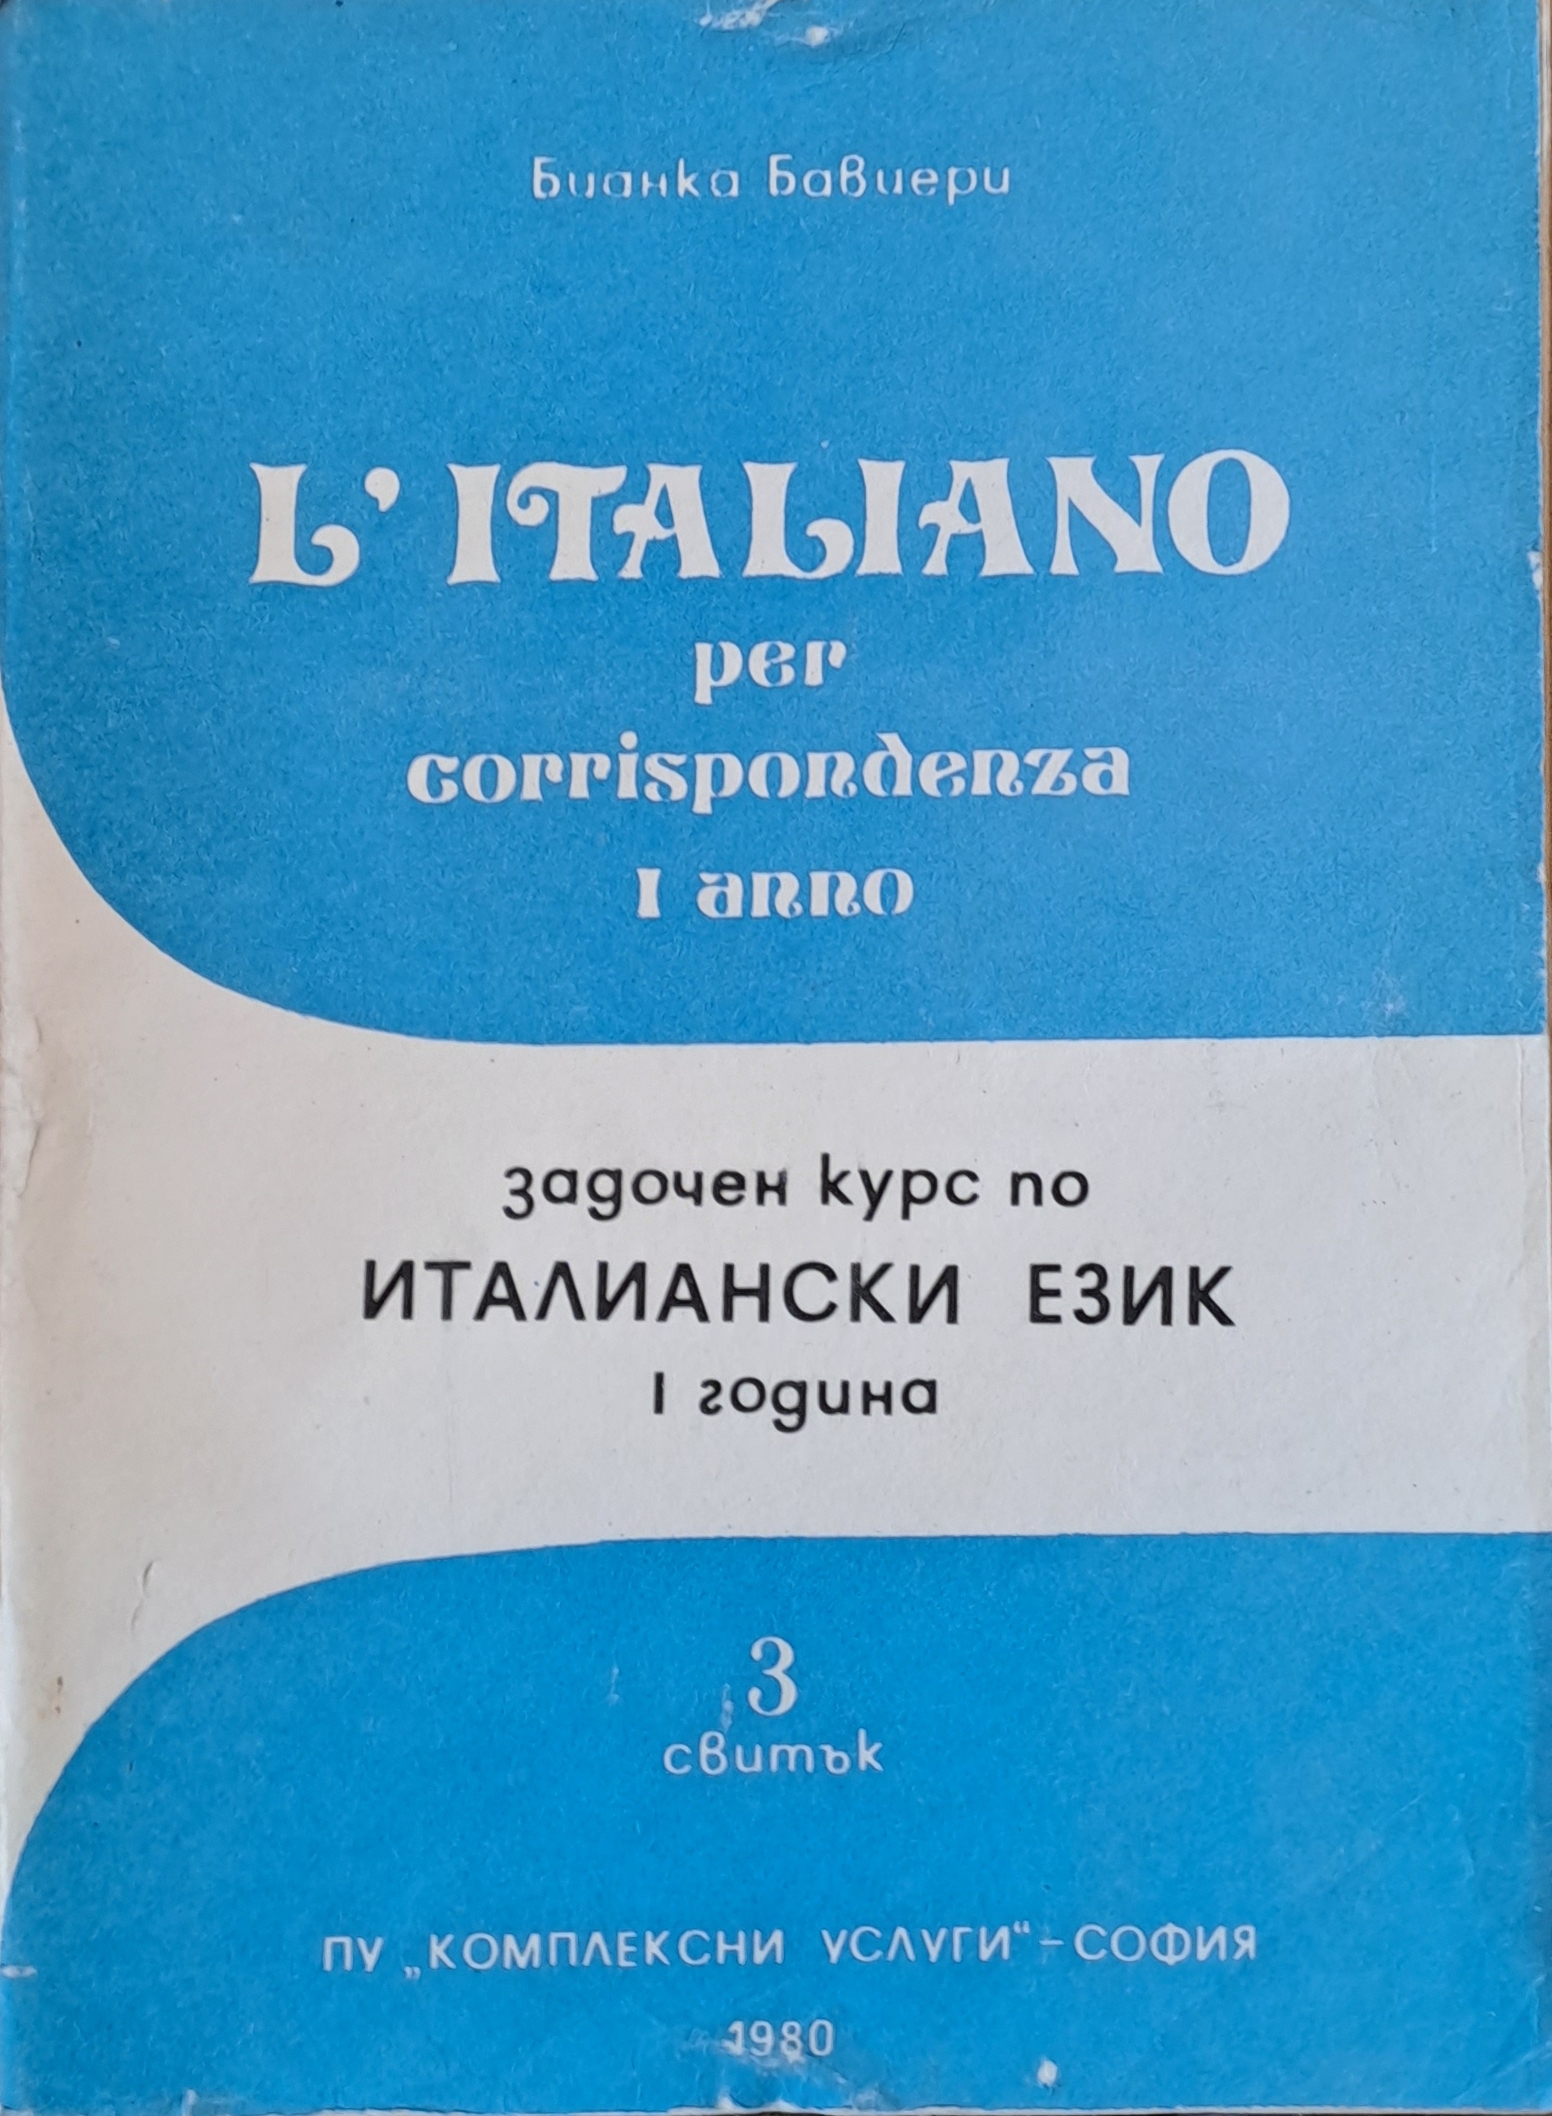 Бианка Бавиери
L'ITALIANO
per
corrispondenza
I anno
задочен курс по
ИТАЛИАНСКИ ЕЗИК
I година
3
свитък
ПУ „КОМПЛЕКСНИ УСЛУГИ“ – СОФИЯ
1980